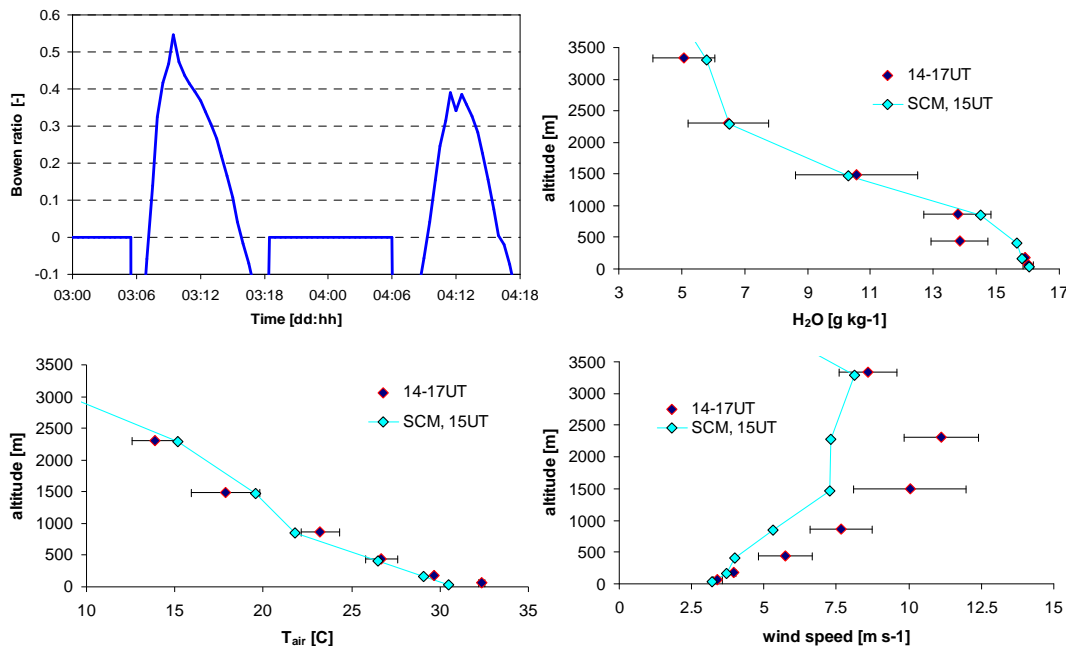 0.6
0.5
0.4
0.3
0.2
0.1
0
-0.1
Bowen ratio [-]
03:00 03:06 03:12 03:18 04:00 04:06 04:12 04:18
Time [dd:hh]
3500
3000
2500
2000
1500
1000
500
0
altitude [m]
14-17UT
SCM, 15UT
3 5 7 9 11 13 15 17
H₂O [g kg-1]
3500
3000
2500
2000
1500
1000
500
0
altitude [m]
14-17UT
SCM, 15UT
10 15 20 25 30 35
Tair [C]
3500
3000
2500
2000
1500
1000
500
0
altitude [m]
14-17UT
SCM, 15UT
0 2.5 5 7.5 10 12.5 15
wind speed [m s-1]